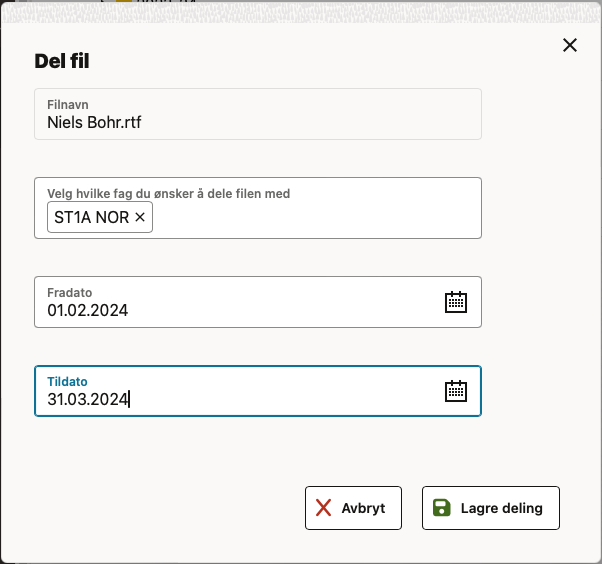 Del fil
Filnavn
Niels Bohr.rtf
Velg hvilke fag du ønsker å dele filen med
ST1A NOR ×
Fradato
01.02.2024
Tildato
31.03.2024
Avbryt
Lagre deling